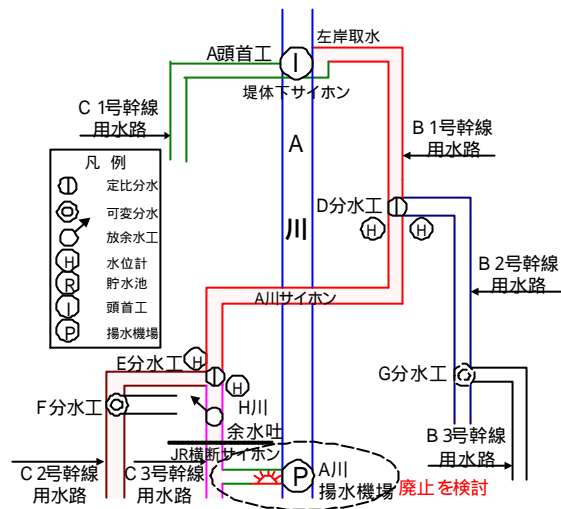 左岸取水
A頭首工
I
堤体下サイホン
C 1号幹線
用水路
A
川
B 1号幹線
用水路
凡 例
定比分水
可変分水
放余水工
H 水位計
R 貯水池
I 頭首工
P 揚水機場
D分水工
H
H
B 2号幹線
用水路
A川サイホン
E分水工
H
H
H川
G分水工
F分水工
余水吐
JR横断サイホン
B 3号幹線
用水路
C 2号幹線
用水路
C 3号幹線
用水路
P
A川
揚水機場
廃止を検討